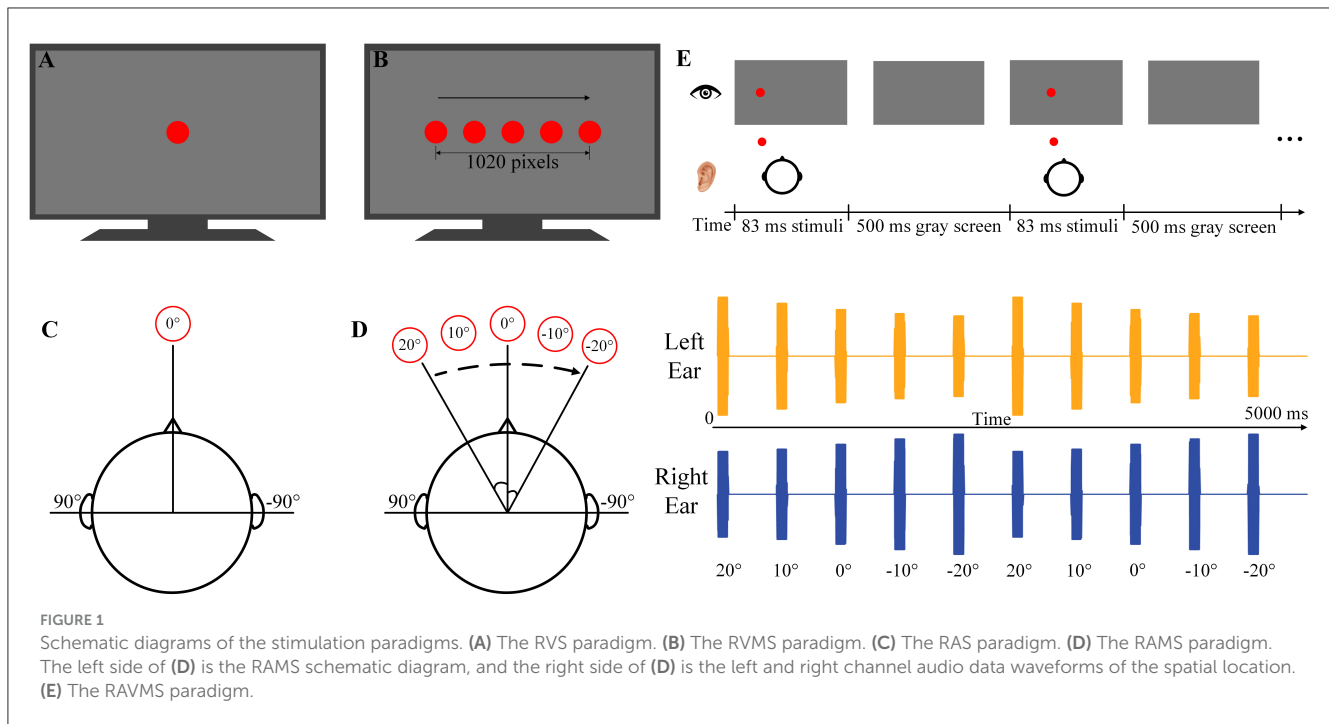 A
B
1020 pixels
E
Time
83 ms stimuli
500 ms gray screen
83 ms stimuli
500 ms gray screen
C
0°
90°
-90°
D
20°
10°
0°
-10°
-20°
90°
-90°
Left
Ear
0
Time
5000 ms
Right
Ear
20° 10° 0° -10° -20° 20° 10° 0° -10° -20°
FIGURE 1
Schematic diagrams of the stimulation paradigms. (A) The RVS paradigm. (B) The RVMS paradigm. (C) The RAS paradigm. (D) The RAMS paradigm.
The left side of (D) is the RAMS schematic diagram, and the right side of (D) is the left and right channel audio data waveforms of the spatial location.
(E) The RAVMS paradigm.